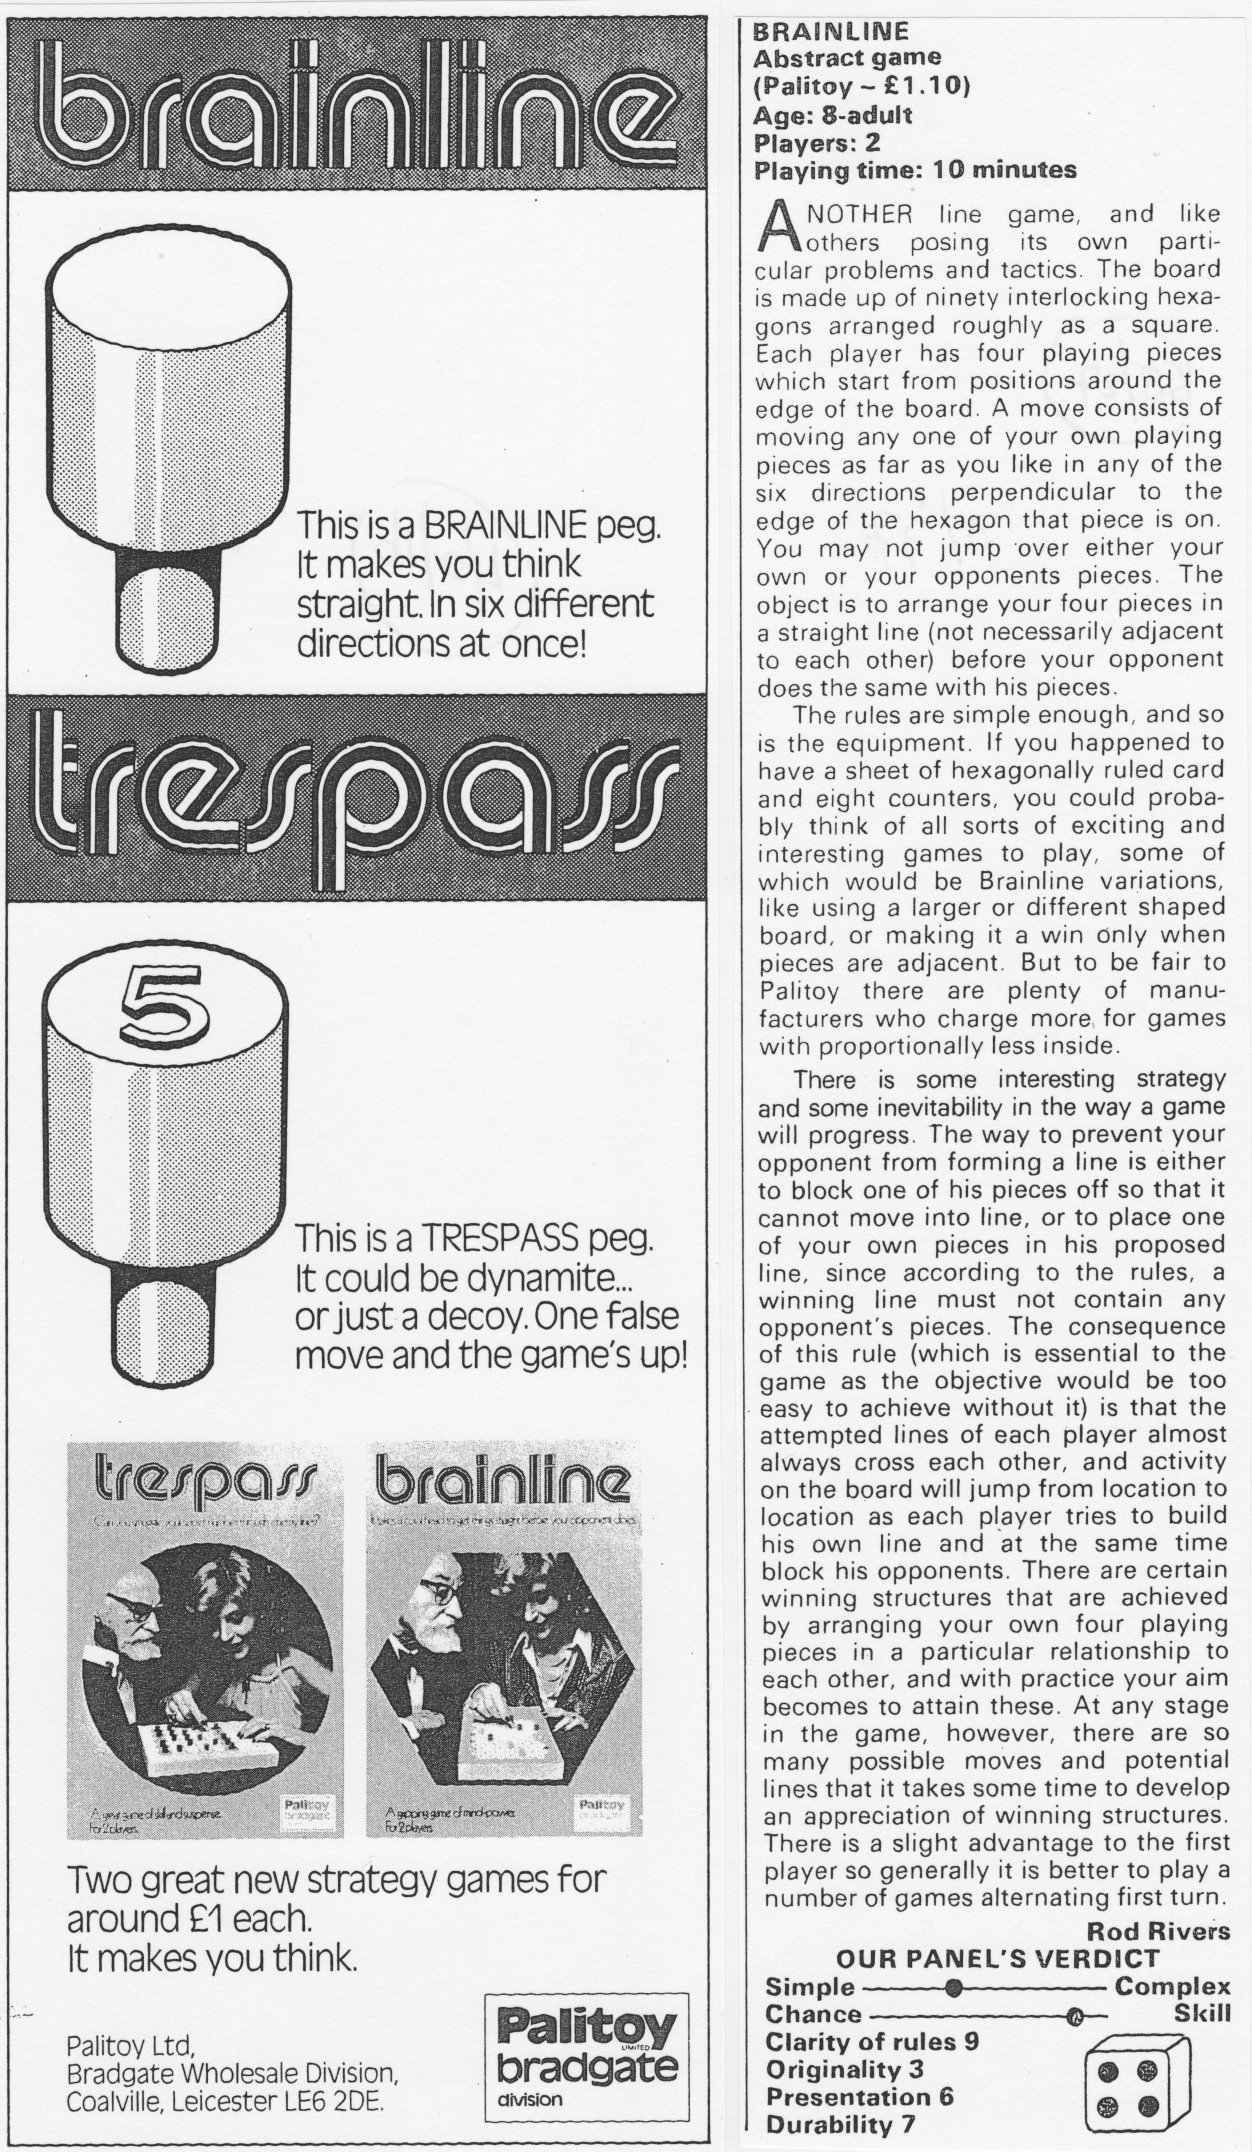 brainline
This is a BRAINLINE peg.
It makes you think
straight. In six different
directions at once!
trespass
5
This is a TRESPASS peg.
It could be dynamite...
or just a decoy. One false
move and the game's up!
trespass
A great game of skill and suspense.
For 2 players.
Palitoy
bradgate
brainline
A gripping game of mind-power.
For 2 players
Palitoy
bradgate
Two great new strategy games for
around £1 each.
It makes you think.
Palitoy Ltd,
Bradgate Wholesale Division,
Coalville, Leicester LE6 2DE.
Palitoy
LIMITED
bradgate
division
BRAINLINE
Abstract game
(Palitoy – £1.10)
Age: 8-adult
Players: 2
Playing time: 10 minutes
ANOTHER line game, and like
others posing its own parti-
cular problems and tactics. The board
is made up of ninety interlocking hexa-
gons arranged roughly as a square.
Each player has four playing pieces
which start from positions around the
edge of the board. A move consists of
moving any one of your own playing
pieces as far as you like in any of the
six directions perpendicular to the
edge of the hexagon that piece is on.
You may not jump over either your
own or your opponents pieces. The
object is to arrange your four pieces in
a straight line (not necessarily adjacent
to each other) before your opponent
does the same with his pieces.
The rules are simple enough, and so
is the equipment. If you happened to
have a sheet of hexagonally ruled card
and eight counters, you could proba-
bly think of all sorts of exciting and
interesting games to play, some of
which would be Brainline variations,
like using a larger or different shaped
board, or making it a win only when
pieces are adjacent. But to be fair to
Palitoy there are plenty of manu-
facturers who charge more for games
with proportionally less inside.
There is some interesting strategy
and some inevitability in the way a game
will progress. The way to prevent your
opponent from forming a line is either
to block one of his pieces off so that it
cannot move into line, or to place one
of your own pieces in his proposed
line, since according to the rules, a
winning line must not contain any
opponent's pieces. The consequence
of this rule (which is essential to the
game as the objective would be too
easy to achieve without it) is that the
attempted lines of each player almost
always cross each other, and activity
on the board will jump from location to
location as each player tries to build
his own line and at the same time
block his opponents. There are certain
winning structures that are achieved
by arranging your own four playing
pieces in a particular relationship to
each other, and with practice your aim
becomes to attain these. At any stage
in the game, however, there are so
many possible moves and potential
lines that it takes some time to develop
an appreciation of winning structures.
There is a slight advantage to the first
player so generally it is better to play a
number of games alternating first turn.
Rod Rivers
OUR PANEL'S VERDICT
Simple Complex
Chance Skill
Clarity of rules 9
Originality 3
Presentation 6
Durability 7